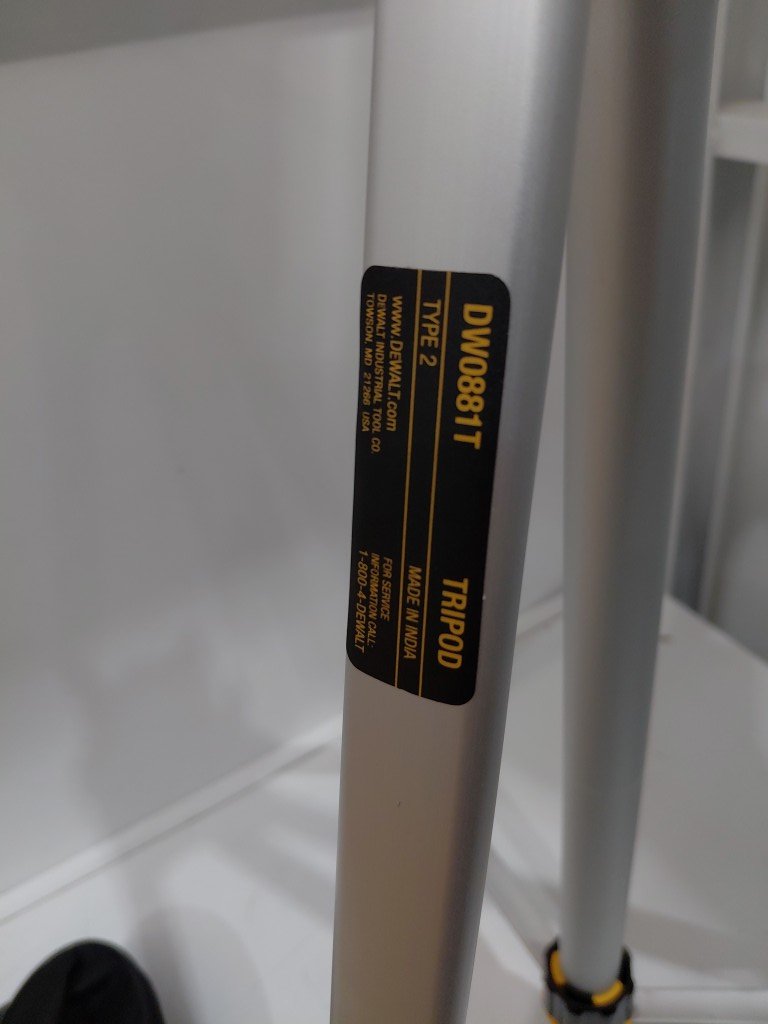 DW0881T TRIPOD
TYPE 2 MADE IN INDIA
www.DEWALT.com
DEWALT INDUSTRIAL TOOL CO.
TOWSON, MD 21286 USA
FOR SERVICE
INFORMATION CALL:
1-800-4-DEWALT